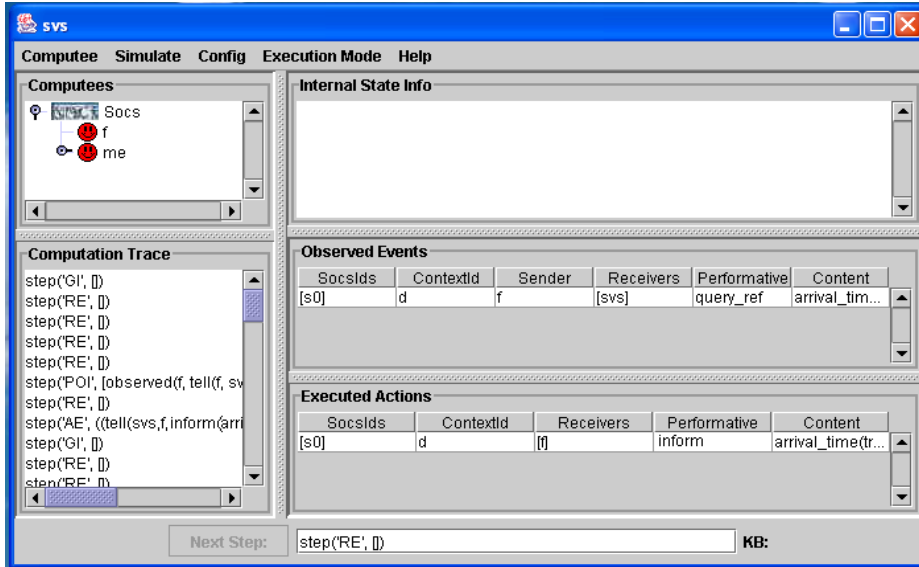 svs
Computee Simulate Config Execution Mode Help
Computees
Socs
f
me
Internal State Info
Computation Trace
step('GI', [])
step('RE', [])
step('RE', [])
step('RE', [])
step('RE', [])
step('POI', [observed(f, tell(f, sv
step('RE', [])
step('AE', ((tell(svs,f,inform(arri
step('GI', [])
step('RE', [])
step('RE', [])
Observed Events
SocsIds ContextId Sender Receivers Performative Content
[s0] d f [svs] query_ref arrival_tim...
Executed Actions
SocsIds ContextId Receivers Performative Content
[s0] d [f] inform arrival_time(tr...
Next Step: step('RE', []) KB: